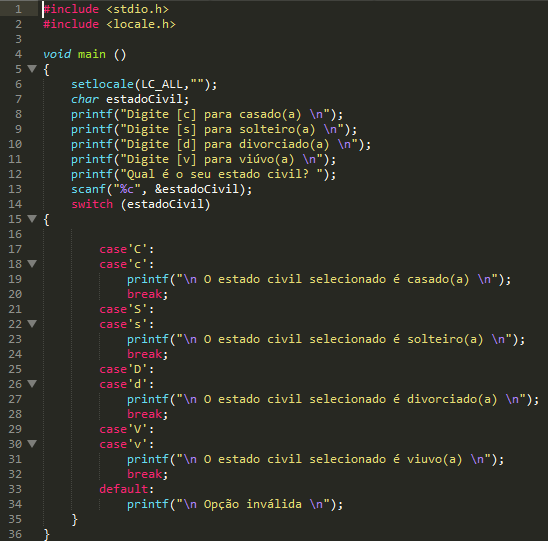 1 #include <stdio.h>
2 #include <locale.h>
3
4 void main ()
5 {
6 setlocale(LC_ALL,"");
7 char estadoCivil;
8 printf("Digite [c] para casado(a) \n");
9 printf("Digite [s] para solteiro(a) \n");
10 printf("Digite [d] para divorciado(a) \n");
11 printf("Digite [v] para viúvo(a) \n");
12 printf("Qual é o seu estado civil? ");
13 scanf("%c", &estadoCivil);
14 switch (estadoCivil)
15 {
16
17 case'C':
18 case'c':
19 printf("\n O estado civil selecionado é casado(a) \n");
20 break;
21 case'S':
22 case's':
23 printf("\n O estado civil selecionado é solteiro(a) \n");
24 break;
25 case'D':
26 case'd':
27 printf("\n O estado civil selecionado é divorciado(a) \n");
28 break;
29 case'V':
30 case'v':
31 printf("\n O estado civil selecionado é viuvo(a) \n");
32 break;
33 default:
34 printf("\n Opção inválida \n");
35 }
36 }